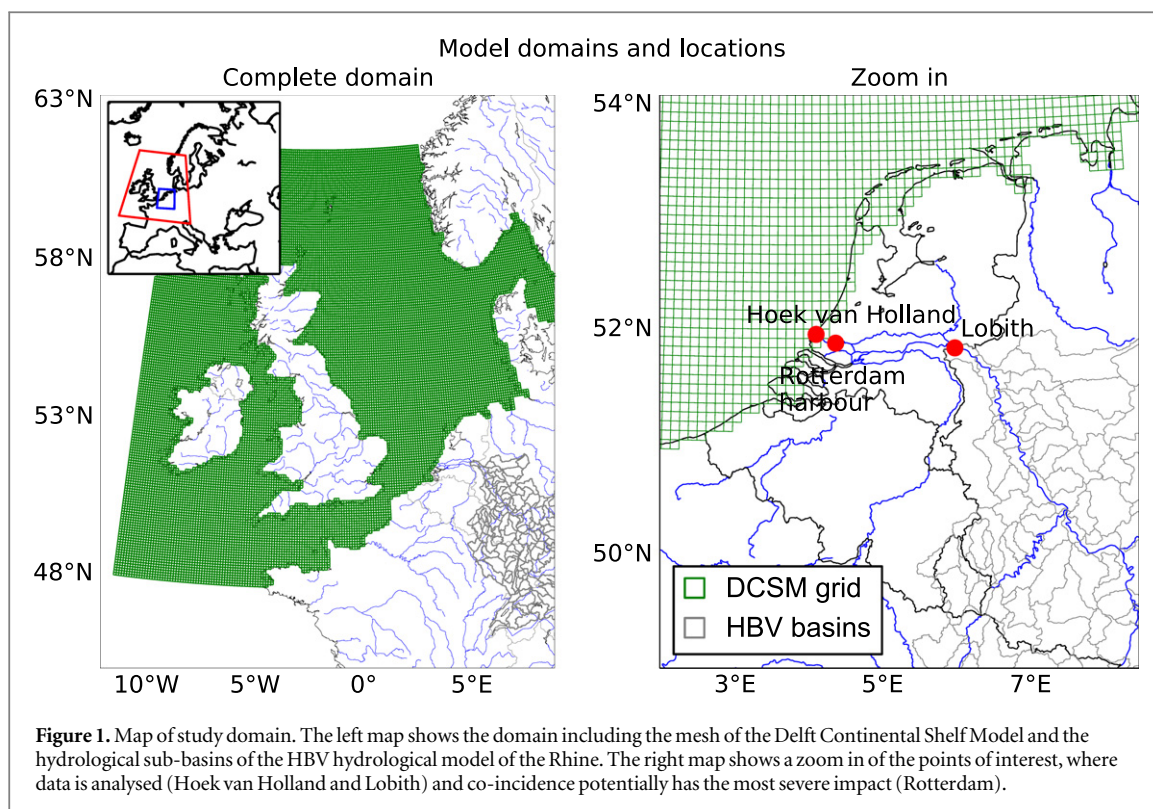 Model domains and locations
Complete domain
Zoom in
63°N
58°N
53°N
48°N
10°W
5°W
0°
5°E
54°N
52°N
50°N
3°E
5°E
7°E
Hoek van Holland
Lobith
Rotterdam
harbour
DCSM grid
HBV basins
Figure 1. Map of study domain. The left map shows the domain including the mesh of the Delft Continental Shelf Model and the
hydrological sub-basins of the HBV hydrological model of the Rhine. The right map shows a zoom in of the points of interest, where
data is analysed (Hoek van Holland and Lobith) and co-incidence potentially has the most severe impact (Rotterdam).